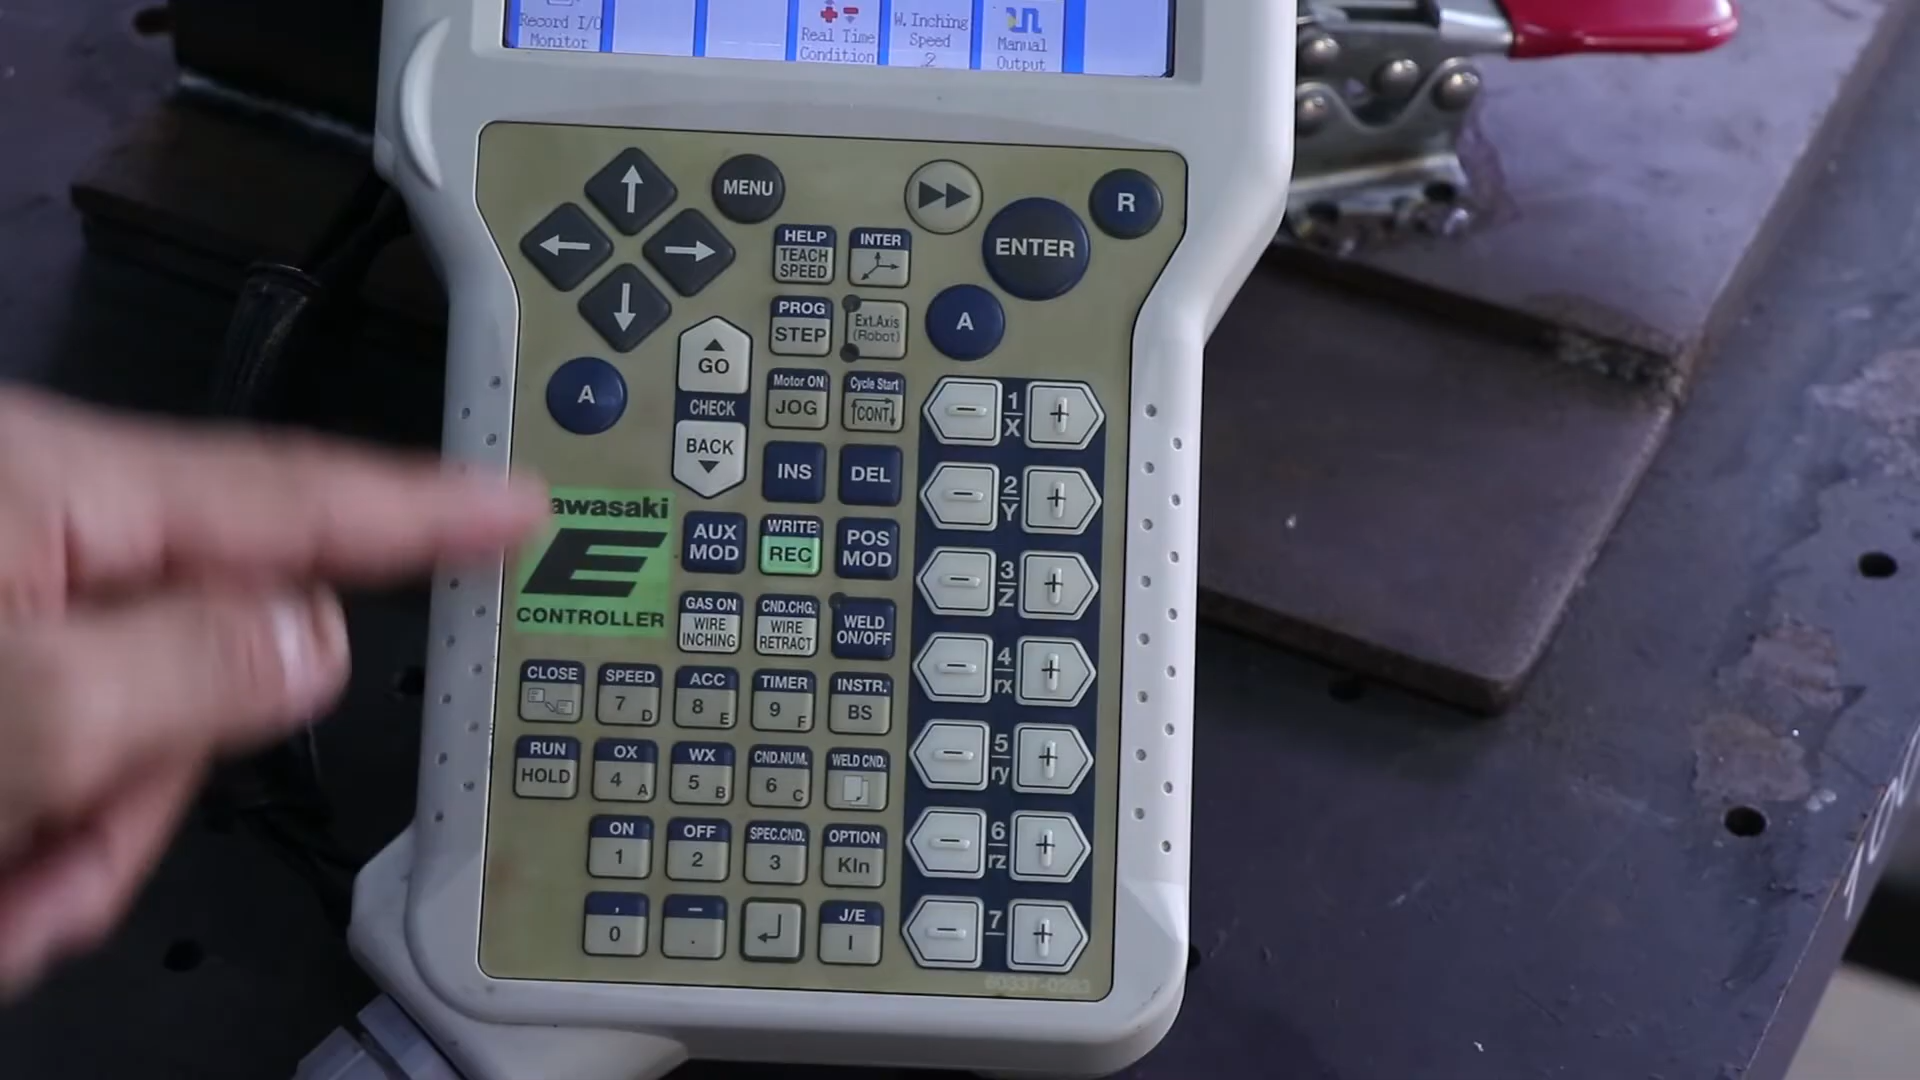 Record I/O
Monitor
Real Time
Condition
W.Inching
Speed
2
Manual
Output
MENU
R
ENTER
HELP
TEACH
SPEED
INTER
PROG
STEP
Ext.Axis
(Robot)
A
A
GO
CHECK
BACK
Motor ON
JOG
Cycle Start
CONT
INS
DEL
1
X
2
Y
3
Z
4
rx
5
ry
6
rz
7
awasaki
E
CONTROLLER
AUX
MOD
WRITE
REC
POS
MOD
GAS ON
WIRE
INCHING
CND.CHG.
WIRE
RETRACT
WELD
ON/OFF
CLOSE
SPEED
7 D
ACC
8 E
TIMER
9 F
INSTR.
BS
RUN
HOLD
OX
4 A
WX
5 B
CND.NUM.
6 C
WELD CND.
ON
1
OFF
2
SPEC.CND.
3
OPTION
KIn
,
0
–
.
J/E
I
60337-0283